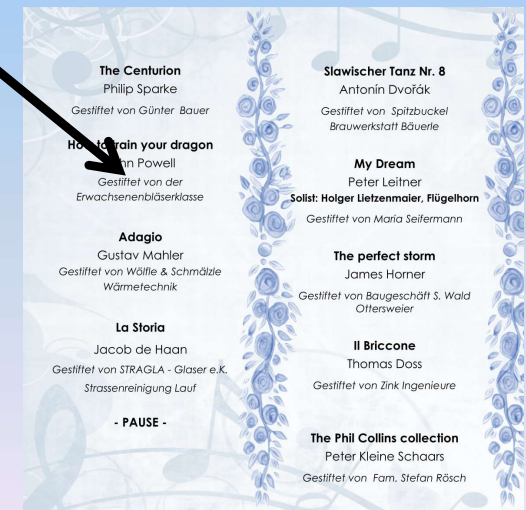 The Centurion
Philip Sparke
Gestiftet von Günter Bauer
train your dragon
Powell
Gestiftet von der
Erwachsenenbläserklasse
Adagio
Gustav Mahler
Gestiftet von Wölfle & Schmälzle
Wärmetechnik
La Storia
Jacob de Haan
Gestiftet von STRAGLA - Glaser e.K.
Strassenreinigung Lauf
- PAUSE -
Slawischer Tanz Nr. 8
Antonín Dvořák
Gestiftet von Spitzbuckel
Brauwerkstatt Bäuerle
My Dream
Peter Leitner
Solist: Holger Lietzenmaier, Flügelhorn
Gestiftet von Maria Seifermann
The perfect storm
James Horner
Gestiftet von Baugeschäft S. Wald
Ottersweier
Il Briccone
Thomas Doss
Gestiftet von Zink Ingenieure
The Phil Collins collection
Peter Kleine Schaars
Gestiftet von Fam. Stefan Rösch